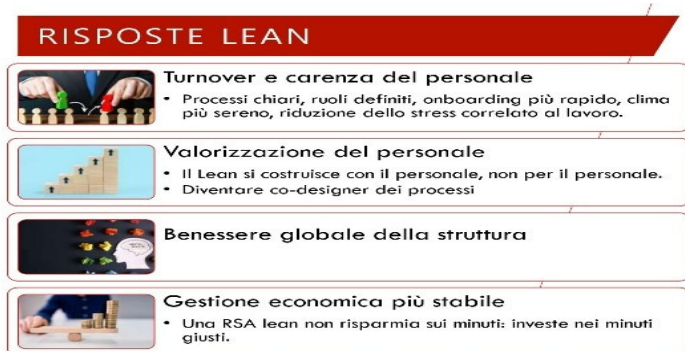 RISPOSTE LEAN
Turnover e carenza del personale
• Processi chiari, ruoli definiti, onboarding più rapido, clima
più sereno, riduzione dello stress correlato al lavoro.
Valorizzazione del personale
• Il Lean si costruisce con il personale, non per il personale.
• Diventare co-designer dei processi
Benessere globale della struttura
Gestione economica più stabile
• Una RSA lean non risparmia sui minuti: investe nei minuti
giusti.